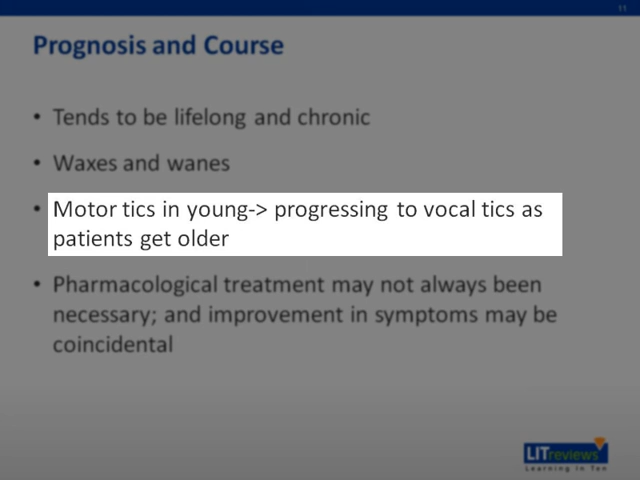 11
Prognosis and Course
• Tends to be lifelong and chronic
• Waxes and wanes
• Motor tics in young-> progressing to vocal tics as
patients get older
• Pharmacological treatment may not always been
necessary; and improvement in symptoms may be
coincidental
LITreviews
Learning In Ten